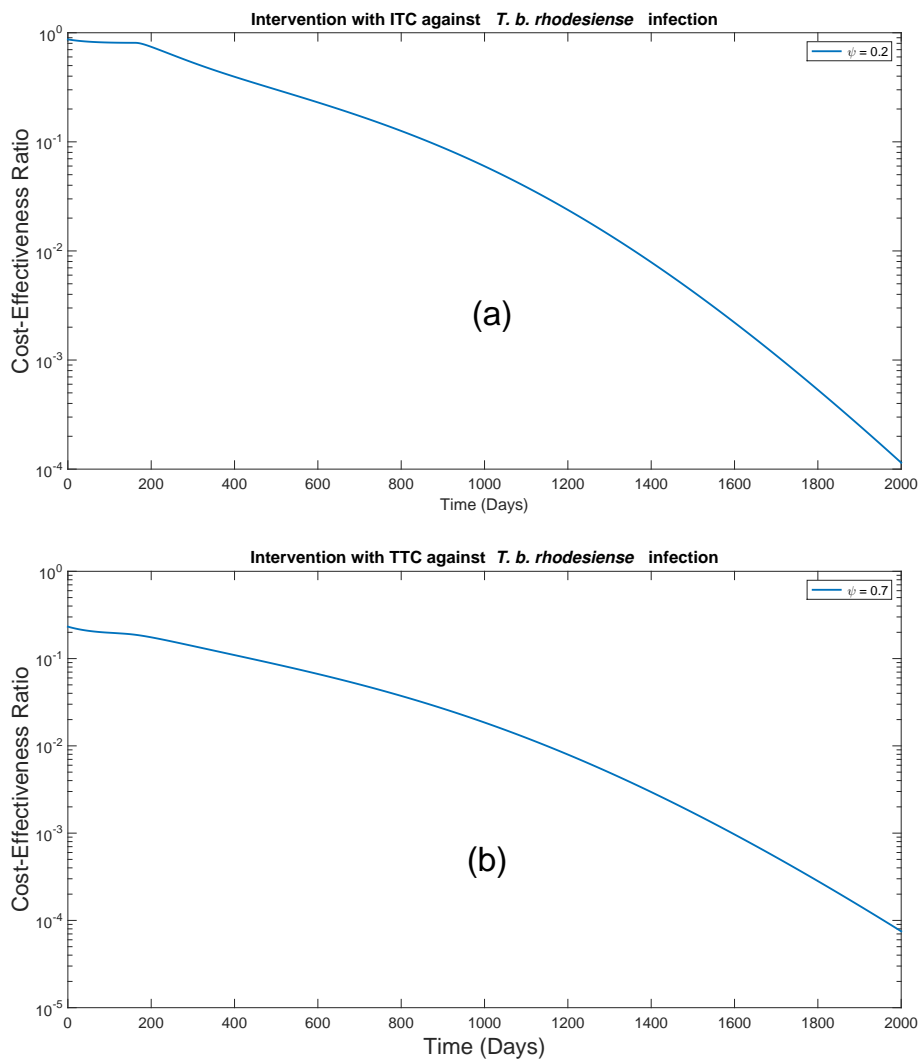 Intervention with ITC against T. b. rhodesiense infection
10^0
ψ = 0.2
10^-1
Cost-Effectiveness Ratio
10^-2
(a)
10^-3
10^-4
0 200 400 600 800 1000 1200 1400 1600 1800 2000
Time (Days)
Intervention with TTC against T. b. rhodesiense infection
10^0
ψ = 0.7
10^-1
Cost-Effectiveness Ratio
10^-2
10^-3
(b)
10^-4
10^-5
0 200 400 600 800 1000 1200 1400 1600 1800 2000
Time (Days)